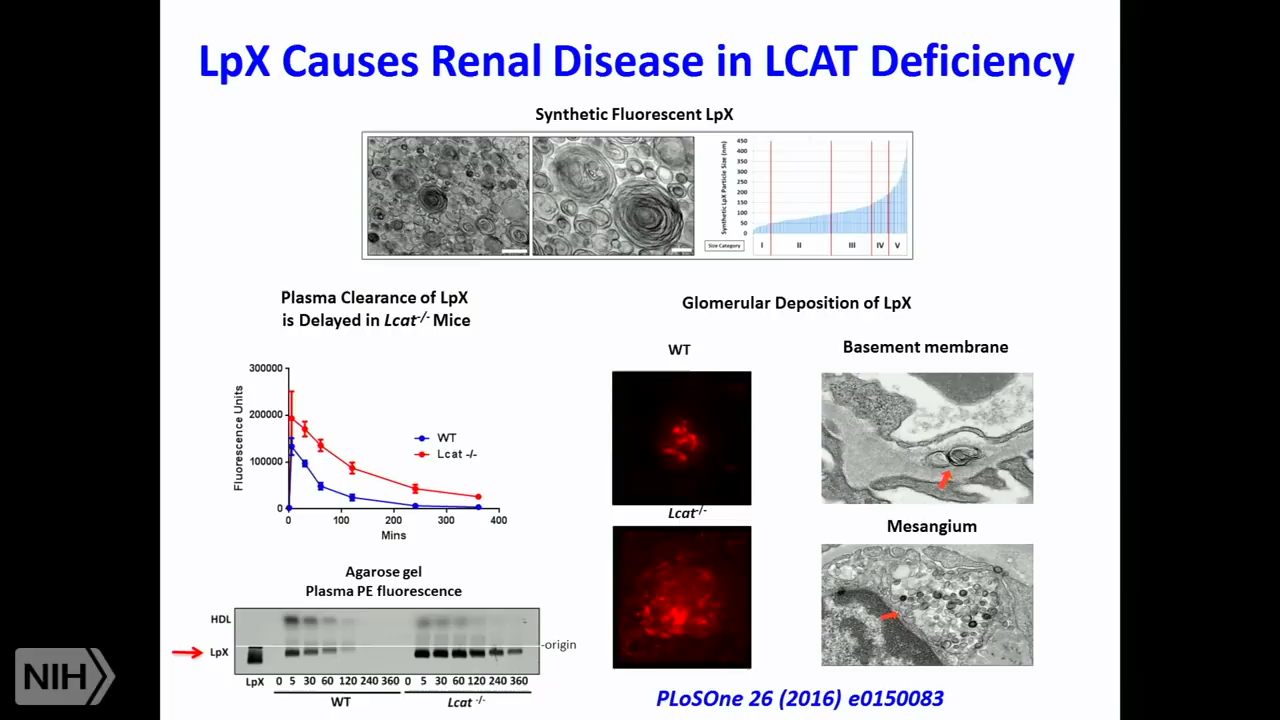 LpX Causes Renal Disease in LCAT Deficiency
Synthetic Fluorescent LpX
Synthetic LpX Particle Size (nm)
450
400
350
300
250
200
150
100
50
0
Size Category
I II III IV V
Plasma Clearance of LpX
is Delayed in Lcat-/- Mice
Fluorescence Units
300000
200000
100000
0
WT
Lcat -/-
0 100 200 300 400
Mins
Agarose gel
Plasma PE fluorescence
HDL
LpX
-origin
LpX 0 5 30 60 120 240 360 0 5 30 60 120 240 360
WT Lcat -/-
Glomerular Deposition of LpX
WT
Lcat-/-
Basement membrane
Mesangium
PLoSOne 26 (2016) e0150083
NIH